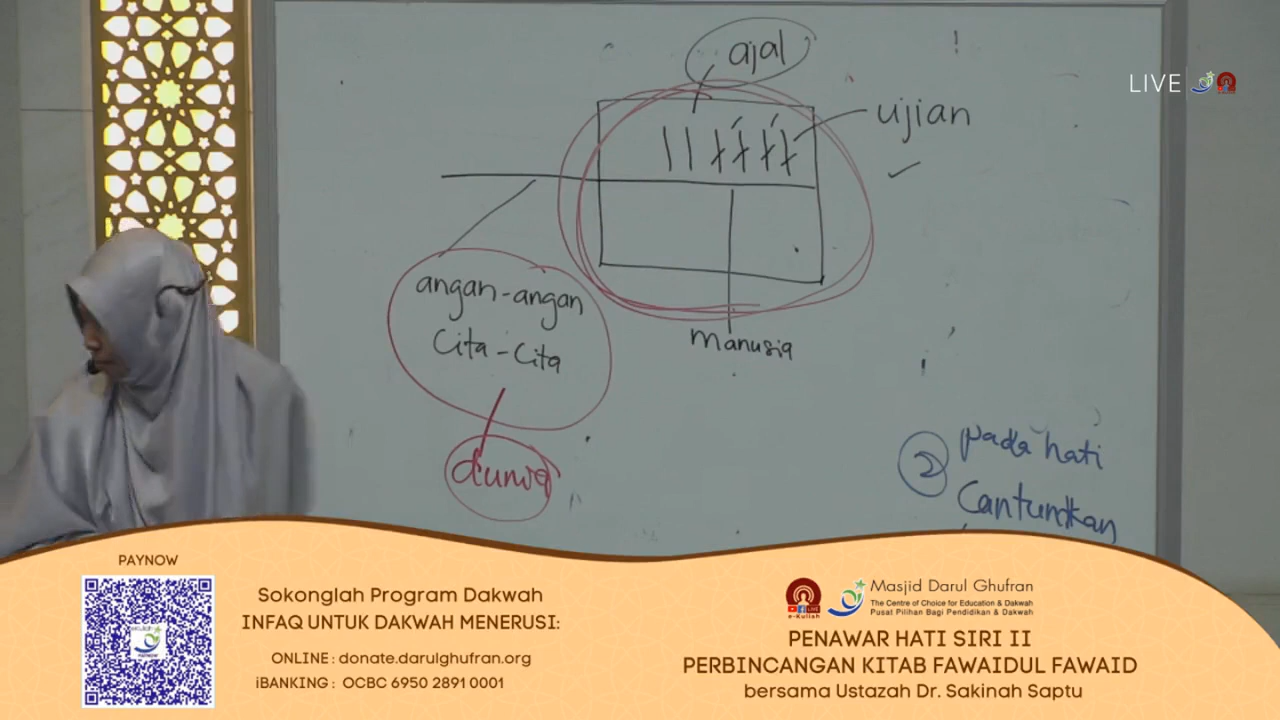 ajal
LIVE
ujian
angan-angan
Cita-Cita
manusia
dunia
2 pada hati
Cantumkan
PAYNOW
Sokonglah Program Dakwah
INFAQ UNTUK DAKWAH MENERUSI:
ONLINE : donate.darulghufran.org
iBANKING : OCBC 6950 2891 0001
e-Kuliah
Masjid Darul Ghufran
The Centre of Choice for Education & Dakwah
Pusat Pilihan Bagi Pendidikan & Dakwah
PENAWAR HATI SIRI II
PERBINCANGAN KITAB FAWAIDUL FAWAID
bersama Ustazah Dr. Sakinah Saptu